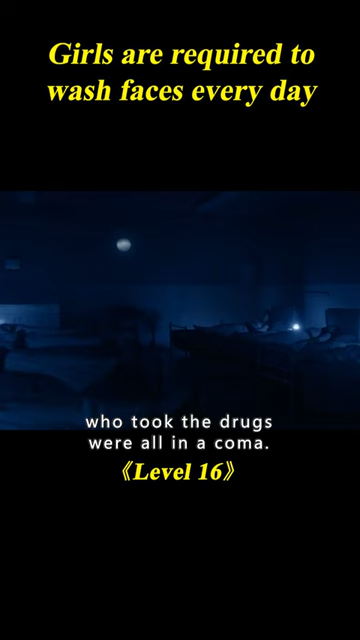 Girls are required to
wash faces every day
who took the drugs
were all in a coma.
《Level 16》